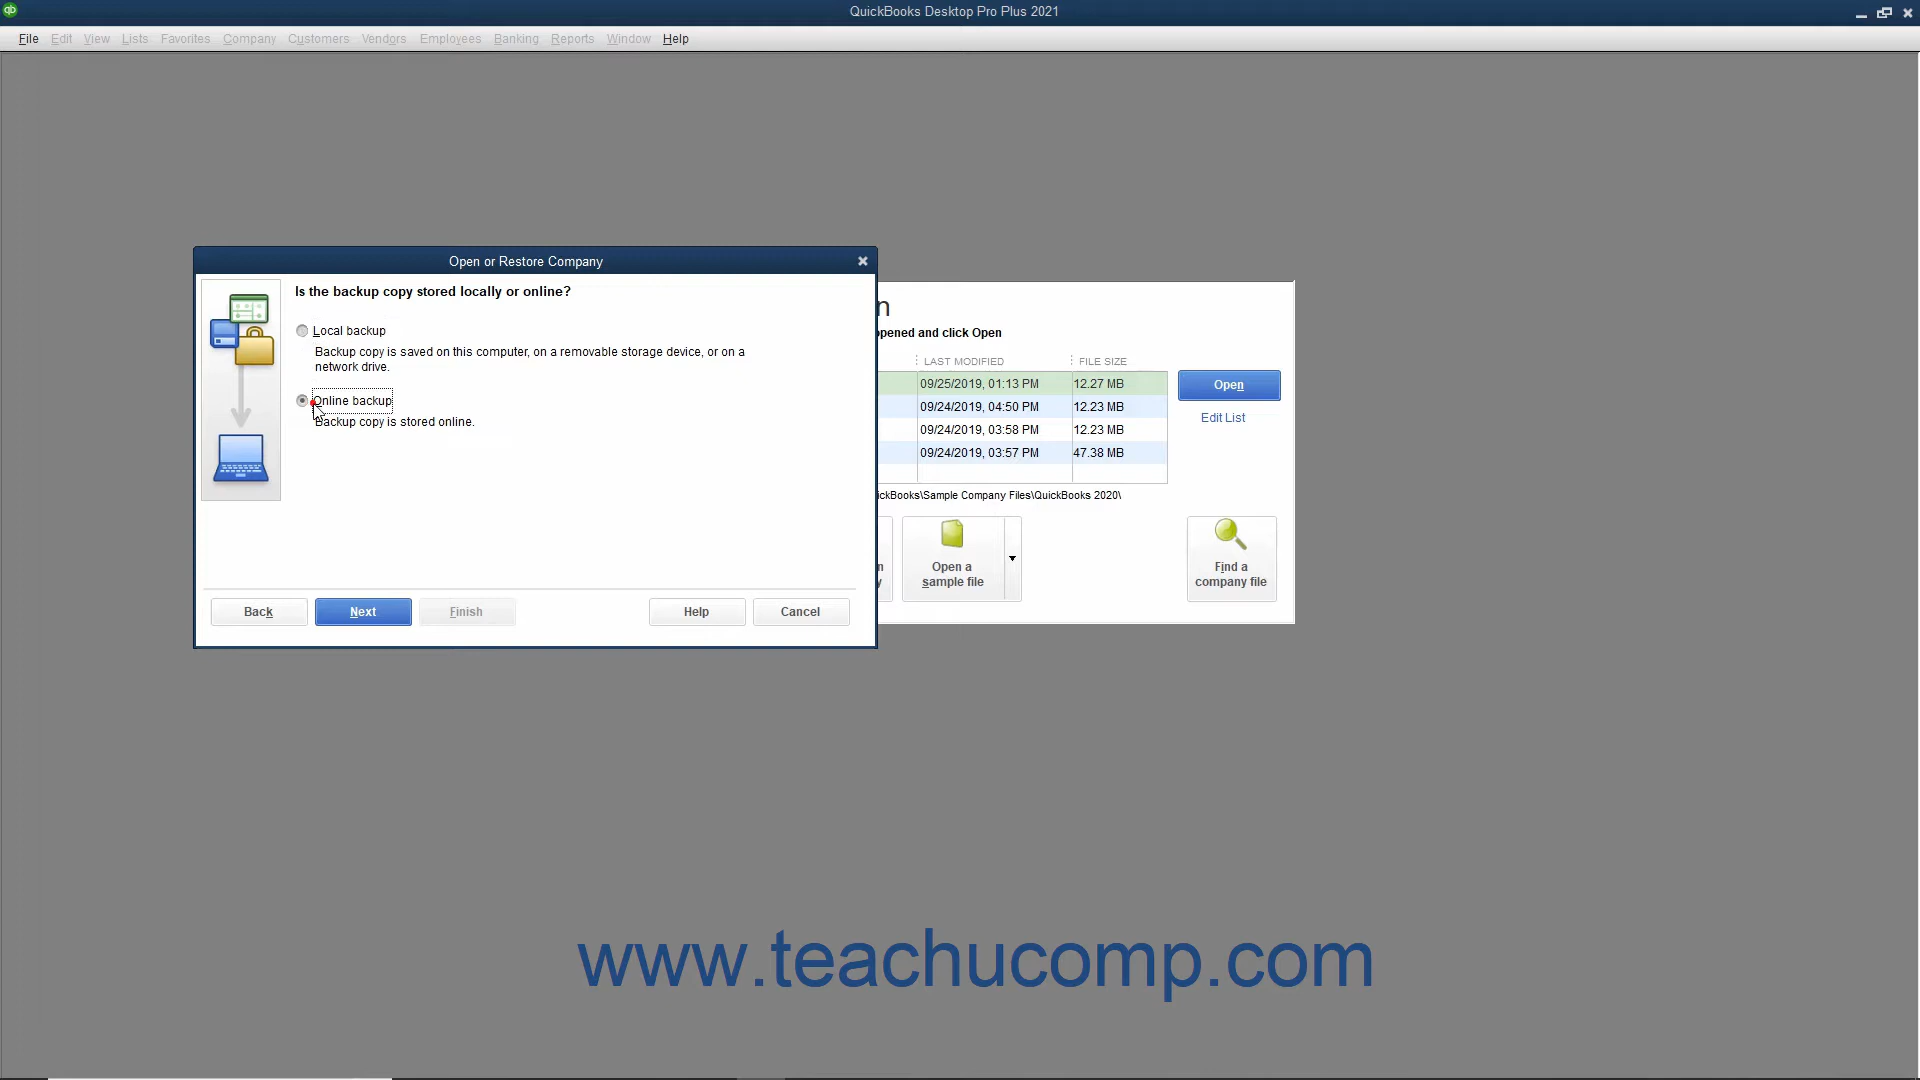 qb
QuickBooks Desktop Pro Plus 2021
File Edit View Lists Favorites Company Customers Vendors Employees Banking Reports Window Help
Open or Restore Company
Is the backup copy stored locally or online?
Local backup
Backup copy is saved on this computer, on a removable storage device, or on a
network drive.
Online backup
Backup copy is stored online.
Back Next Finish Help Cancel
n
opened and click Open
LAST MODIFIED FILE SIZE
09/25/2019, 01:13 PM 12.27 MB
09/24/2019, 04:50 PM 12.23 MB
09/24/2019, 03:58 PM 12.23 MB
09/24/2019, 03:57 PM 47.38 MB
Open
Edit List
ickBooks\Sample Company Files\QuickBooks 2020\
n
y
Open a
sample file
Find a
company file
www.teachucomp.com